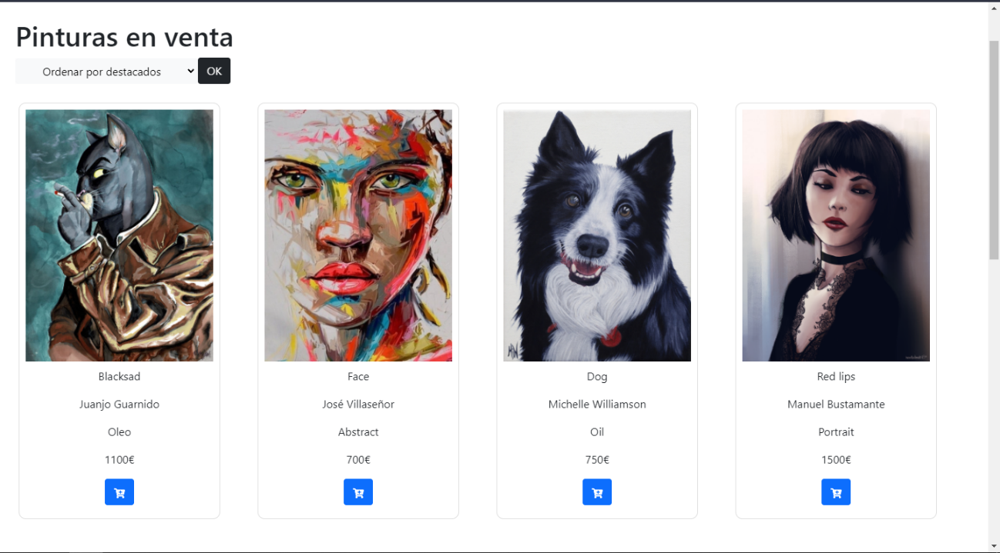 Pinturas en venta
Ordenar por destacados OK
Blacksad Face Dog Red lips
Juanjo Guarnido José Villaseñor Michelle Williamson Manuel Bustamante
Oleo Abstract Oil Portrait
1100€ 700€ 750€ 1500€